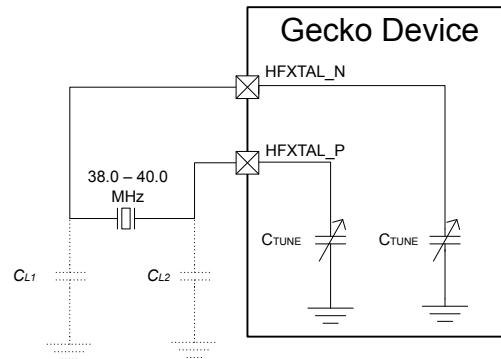 Gecko Device
HFXTAL_N
HFXTAL_P
38.0 – 40.0
MHz
CTUNE
CTUNE
CL1
CL2